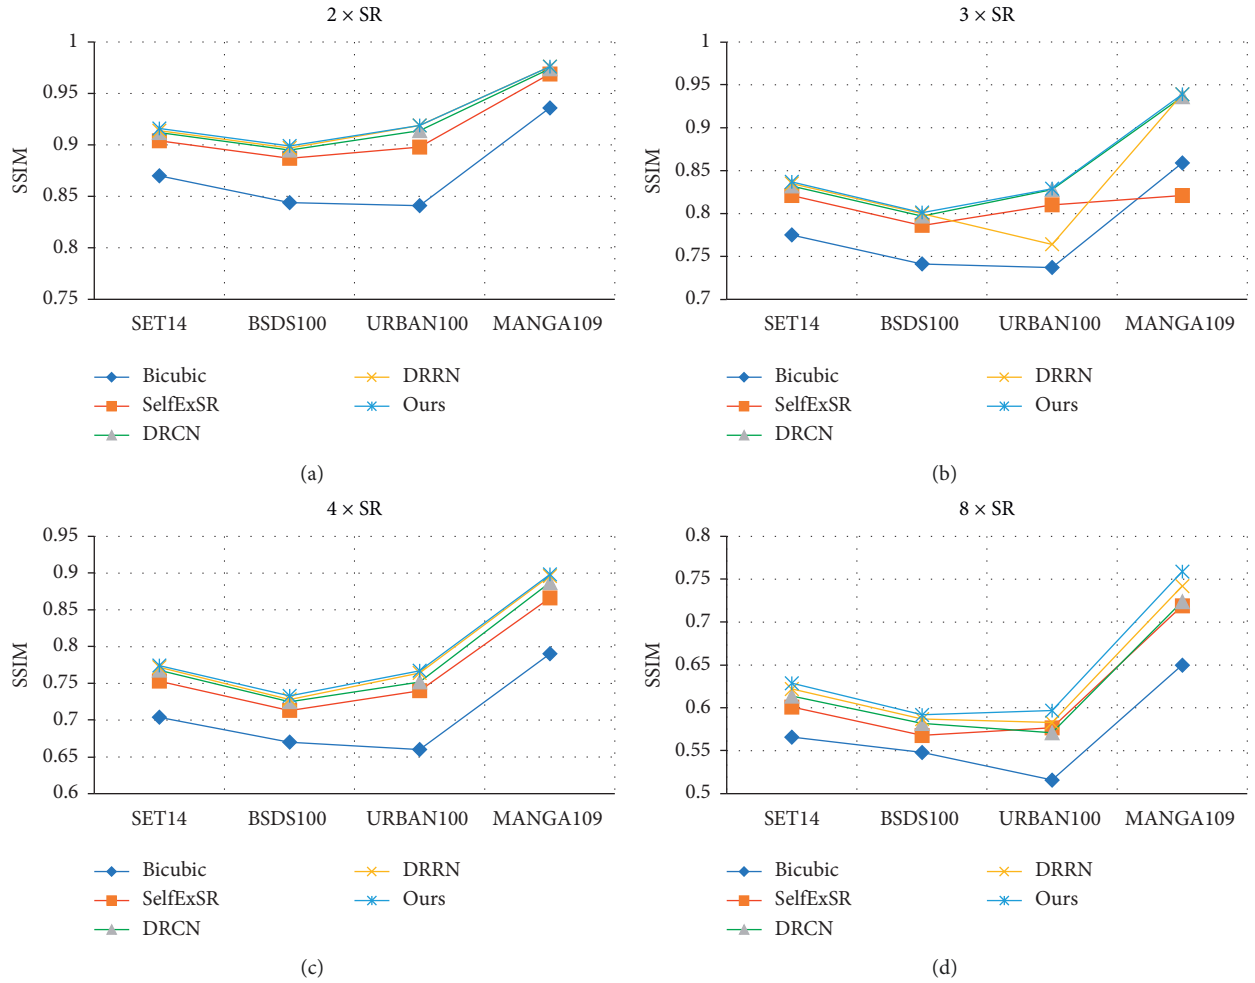 2 × SR
1
0.95
0.9
0.85
0.8
0.75
SSIM
SET14 BSDS100 URBAN100 MANGA109
Bicubic
SelfExSR
DRCN
DRRN
Ours
(a)
3 × SR
1
0.95
0.9
0.85
0.8
0.75
0.7
SSIM
SET14 BSDS100 URBAN100 MANGA109
Bicubic
SelfExSR
DRCN
DRRN
Ours
(b)
4 × SR
0.95
0.9
0.85
0.8
0.75
0.7
0.65
0.6
SSIM
SET14 BSDS100 URBAN100 MANGA109
Bicubic
SelfExSR
DRCN
DRRN
Ours
(c)
8 × SR
0.8
0.75
0.7
0.65
0.6
0.55
0.5
SSIM
SET14 BSDS100 URBAN100 MANGA109
Bicubic
SelfExSR
DRCN
DRRN
Ours
(d)